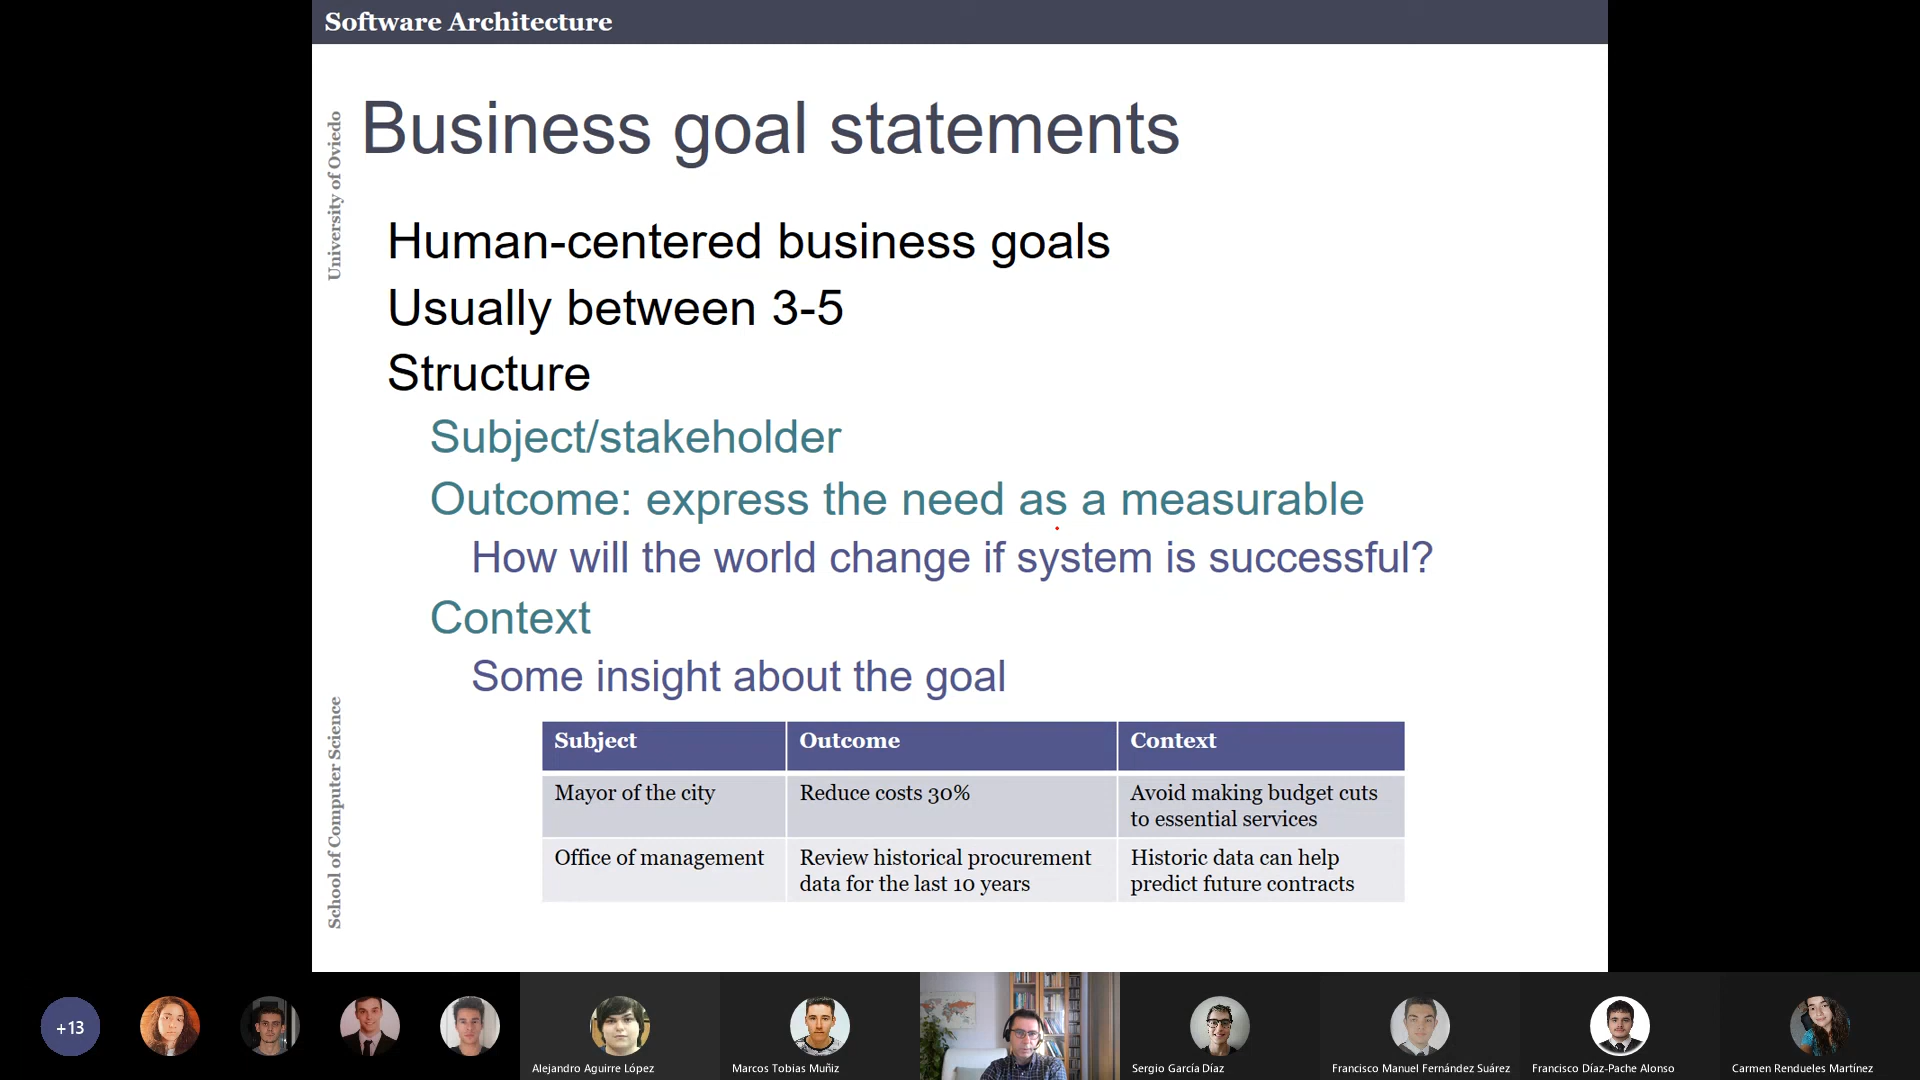 Software Architecture
University of Oviedo
School of Computer Science
Business goal statements
Human-centered business goals
Usually between 3-5
Structure
Subject/stakeholder
Outcome: express the need as a measurable
How will the world change if system is successful?
Context
Some insight about the goal
Subject Outcome Context
Mayor of the city Reduce costs 30% Avoid making budget cuts
to essential services
Office of management Review historical procurement Historic data can help
data for the last 10 years predict future contracts
+13
Alejandro Aguirre López
Marcos Tobias Muñiz
Sergio García Díaz
Francisco Manuel Fernández Suárez
Francisco Díaz-Pache Alonso
Carmen Rendueles Martínez